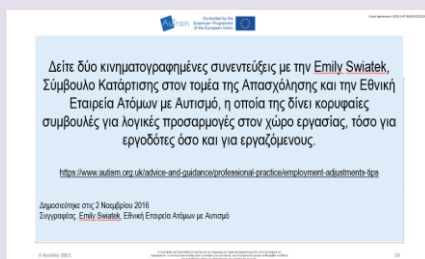 AuTrain
Co-funded by the
Erasmus+ Programme
of the European Union
Δείτε δύο κινηματογραφημένες συνεντεύξεις με την Emily Swiatek,
Σύμβουλο Κατάρτισης στον τομέα της Απασχόλησης και την Εθνική
Εταιρεία Ατόμων με Αυτισμό, η οποία της δίνει κορυφαίες
συμβουλές για λογικές προσαρμογές στον χώρο εργασίας, τόσο για
εργοδότες όσο και για εργαζόμενους.
https://www.autism.org.uk/advice-and-guidance/professional-practice/employment-adjustments-tips
Δημοσιεύτηκε στις 2 Νοεμβρίου 2016
Συγγραφέας: Emily Swiatek, Εθνική Εταιρεία Ατόμων με Αυτισμό